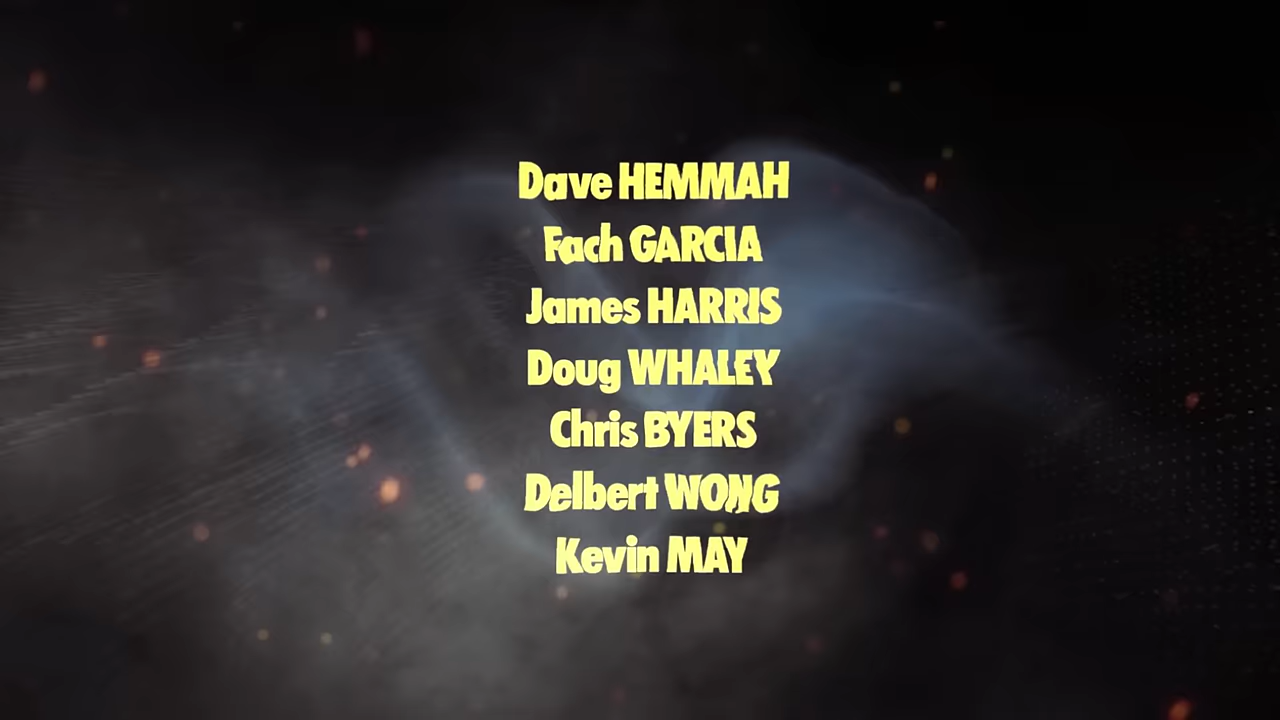 Dave HEMMAH
Fach GARCIA
James HARRIS
Doug WHALEY
Chris BYERS
Delbert WONG
Kevin MAY